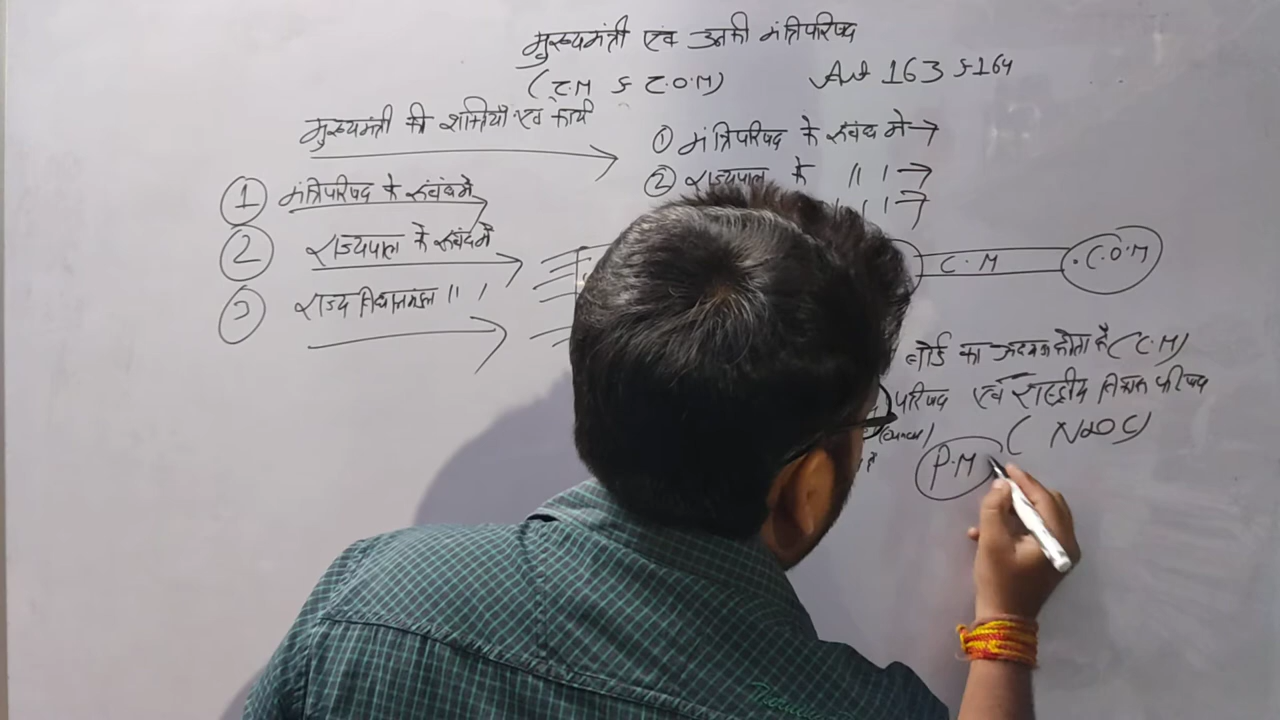 मुख्यमंत्री एवं उनकी मंत्रिपरिषद
(C.M & C.O.M) Art 163 & 164
मुख्यमंत्री की शक्तियाँ एवं कार्य
① मंत्रिपरिषद के संबंध में →
② राज्यपाल के 〃 〃 →
〃 〃 →
1 मंत्रिपरिषद के संबंध में
2 राज्यपाल के संबंध में
3 राज्य विधानमंडल 〃 〃
C.M C.O.M
बोर्ड का अध्यक्ष होता है (C.M)
परिषद एवं राष्ट्रीय विकास परिषद
(NDC)
P.M